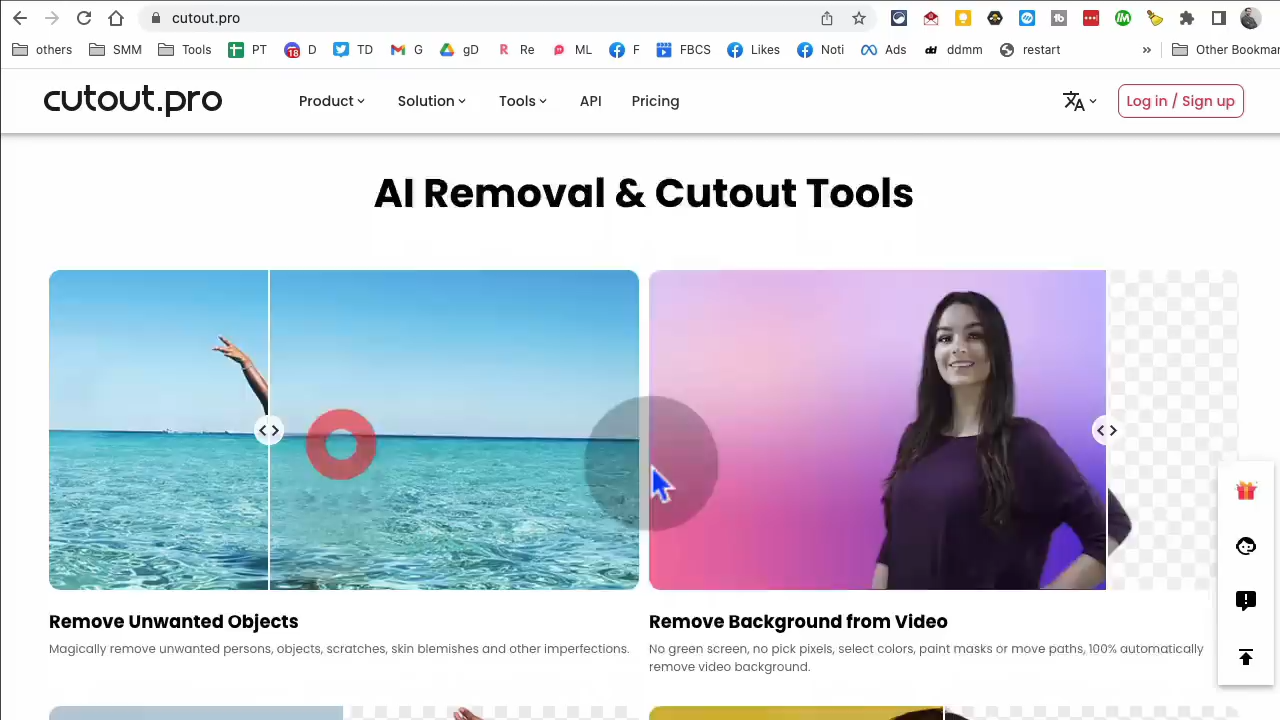 cutout.pro
others
SMM
Tools
PT
18
D
TD
G
gD
R
Re
ML
F
FBCS
Likes
Noti
Ads
dd
ddmm
restart
»
Other Bookmar
cutout.pro
Product
Solution
Tools
API
Pricing
Log in / Sign up
AI Removal & Cutout Tools
Remove Unwanted Objects
Magically remove unwanted persons, objects, scratches, skin blemishes and other imperfections.
Remove Background from Video
No green screen, no pick pixels, select colors, paint masks or move paths, 100% automatically
remove video background.